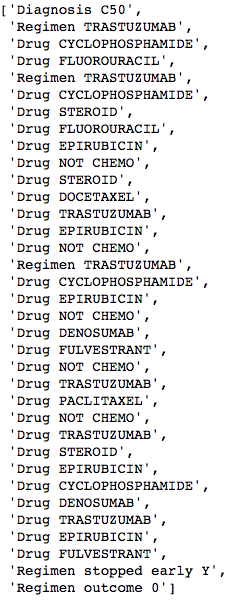 ['Diagnosis C50',
'Regimen TRASTUZUMAB',
'Drug CYCLOPHOSPHAMIDE',
'Drug FLUOROURACIL',
'Regimen TRASTUZUMAB',
'Drug CYCLOPHOSPHAMIDE',
'Drug STEROID',
'Drug FLUOROURACIL',
'Drug EPIRUBICIN',
'Drug NOT CHEMO',
'Drug STEROID',
'Drug DOCETAXEL',
'Drug TRASTUZUMAB',
'Drug EPIRUBICIN',
'Drug NOT CHEMO',
'Regimen TRASTUZUMAB',
'Drug CYCLOPHOSPHAMIDE',
'Drug EPIRUBICIN',
'Drug NOT CHEMO',
'Drug DENOSUMAB',
'Drug FULVESTRANT',
'Drug NOT CHEMO',
'Drug TRASTUZUMAB',
'Drug PACLITAXEL',
'Drug NOT CHEMO',
'Drug TRASTUZUMAB',
'Drug STEROID',
'Drug EPIRUBICIN',
'Drug CYCLOPHOSPHAMIDE',
'Drug DENOSUMAB',
'Drug TRASTUZUMAB',
'Drug EPIRUBICIN',
'Drug FULVESTRANT',
'Regimen stopped early Y',
'Regimen outcome 0']